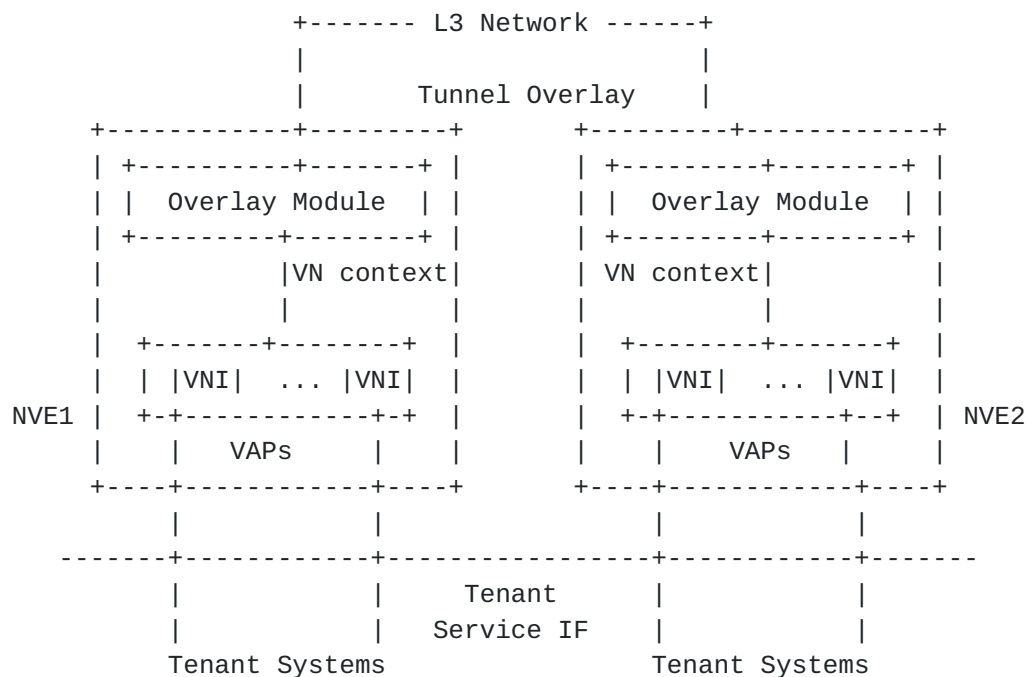 L3 Network
Tunnel Overlay
Overlay Module Overlay Module
VN context VN context
VNI ... VNI VNI ... VNI
NVE1 NVE2
VAPs VAPs
Tenant
Service IF
Tenant Systems Tenant Systems